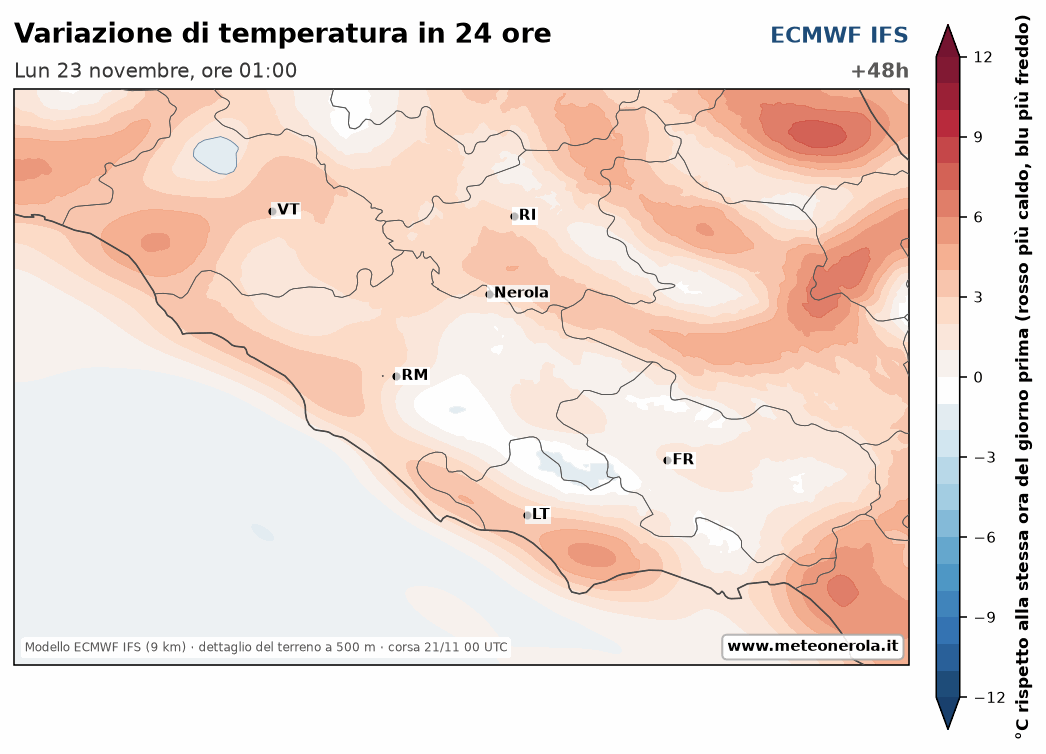 Variazione di temperatura in 24 ore
ECMWF IFS
Lun 23 novembre, ore 01:00
+48h
VT
RI
Nerola
RM
FR
LT
Modello ECMWF IFS (9 km) · dettaglio del terreno a 500 m · corsa 21/11 00 UTC
www.meteonerola.it
12
9
6
3
0
−3
−6
−9
−12
°C rispetto alla stessa ora del giorno prima (rosso più caldo, blu più freddo)